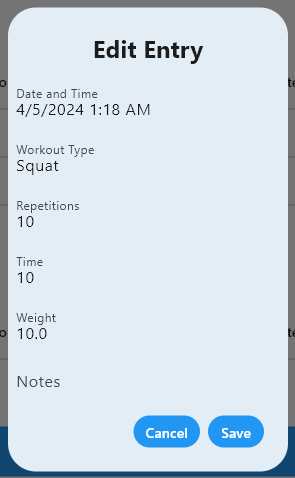 Edit Entry
Date and Time
4/5/2024 1:18 AM
Workout Type
Squat
Repetitions
10
Time
10
Weight
10.0
Notes
Cancel Save